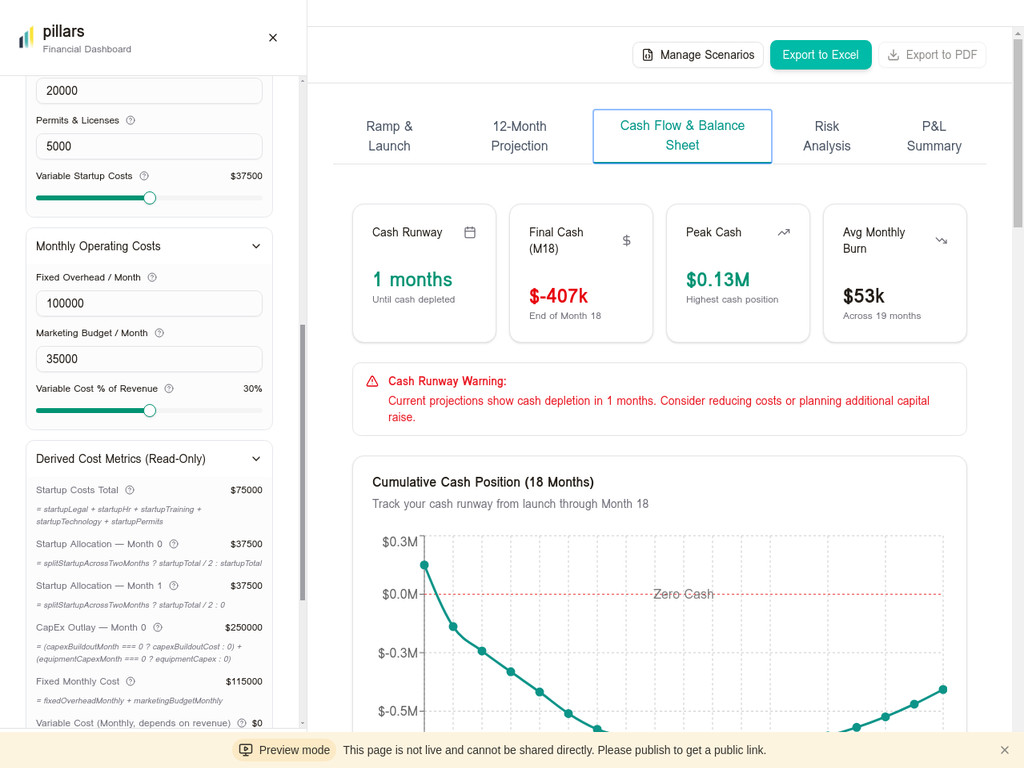 pillars
Financial Dashboard
20000
Permits & Licenses
5000
Variable Startup Costs $37500
Monthly Operating Costs
Fixed Overhead / Month
100000
Marketing Budget / Month
35000
Variable Cost % of Revenue 30%
Derived Cost Metrics (Read-Only)
Startup Costs Total $75000
= startupLegal + startupHr + startupTraining +
startupTechnology + startupPermits
Startup Allocation — Month 0 $37500
= splitStartupAcrossTwoMonths ? startupTotal / 2 : startupTotal
Startup Allocation — Month 1 $37500
= splitStartupAcrossTwoMonths ? startupTotal / 2 : 0
CapEx Outlay — Month 0 $250000
= (capexBuildoutMonth === 0 ? capexBuildoutCost : 0) +
(equipmentCapexMonth === 0 ? equipmentCapex : 0)
Fixed Monthly Cost $115000
= fixedOverheadMonthly + marketingBudgetMonthly
Variable Cost (Monthly, depends on revenue) $0
Manage Scenarios
Export to Excel
Export to PDF
Ramp &
Launch
12-Month
Projection
Cash Flow & Balance
Sheet
Risk
Analysis
P&L
Summary
Cash Runway
1 months
Until cash depleted
Final Cash
(M18)
$-407k
End of Month 18
Peak Cash
$0.13M
Highest cash position
Avg Monthly
Burn
$53k
Across 19 months
Cash Runway Warning:
Current projections show cash depletion in 1 months. Consider reducing costs or planning additional capital
raise.
Cumulative Cash Position (18 Months)
Track your cash runway from launch through Month 18
$0.3M
$0.0M
Zero Cash
$-0.3M
$-0.5M
Preview mode This page is not live and cannot be shared directly. Please publish to get a public link.